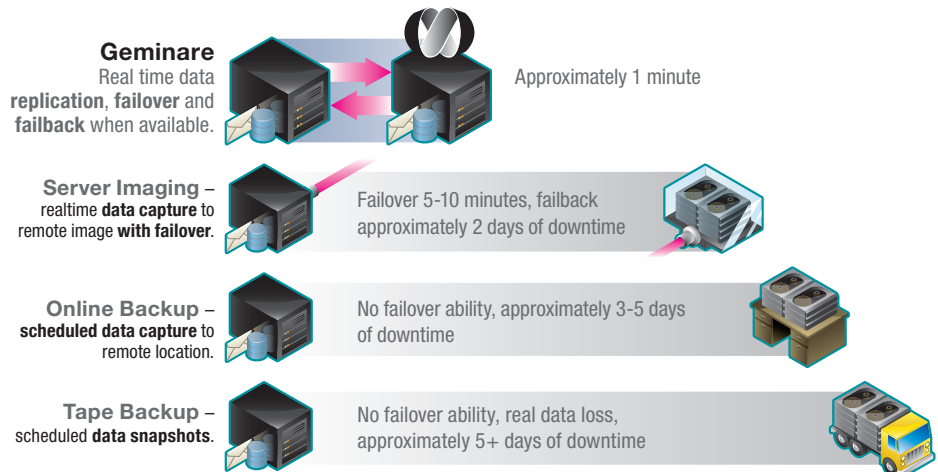 Geminare
Real time data
replication, failover and
failback when available.
Approximately 1 minute
Server Imaging –
realtime data capture to
remote image with failover.
Failover 5-10 minutes, failback
approximately 2 days of downtime
Online Backup –
scheduled data capture to
remote location.
No failover ability, approximately 3-5 days
of downtime
Tape Backup –
scheduled data snapshots.
No failover ability, real data loss,
approximately 5+ days of downtime